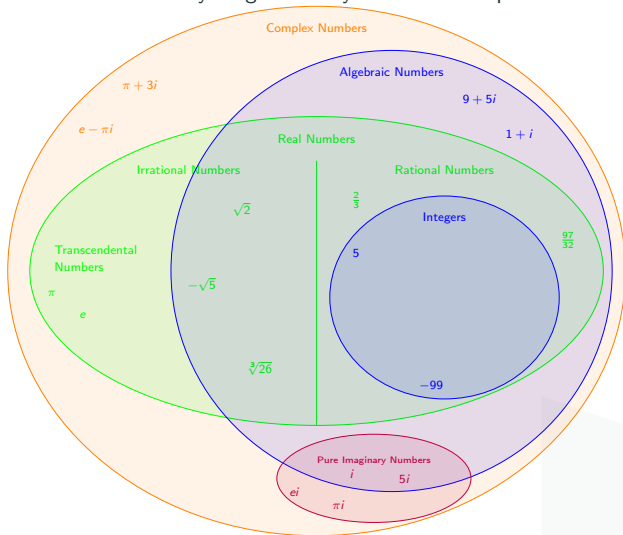 Complex Numbers
Algebraic Numbers
π + 3i
9 + 5i
e − πi
1 + i
Real Numbers
Irrational Numbers
Rational Numbers
√2
2/3
Integers
97/32
Transcendental
Numbers
5
−√5
π
e
∛26
−99
Pure Imaginary Numbers
i
5i
ei
πi